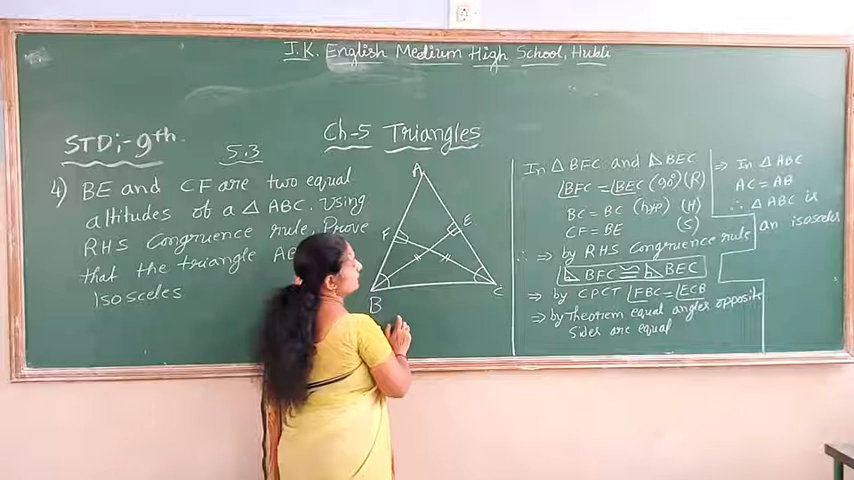 I.K English Medium High School, Hubli
STD;- 9th
5.3
Ch-5 Triangles
4) BE and CF are two equal
altitudes of a △ ABC. Using
RHS congruence rule, Prove
that the triangle
isosceles
A
F
E
B
C
In △ BFC and △ BEC
∠BFC = ∠BEC (90°) (R)
BC = BC (hyp) (H)
CF = BE (S)
∴ ⇒ by RHS congruence rule
△ BFC ≅ △ BEC
⇒ by CPCT ∠FBC = ∠ECB
⇒ by Theorem equal angles opposite
sides are equal
⇒ In △ ABC
AC = AB
∴ △ ABC is
an isosceles